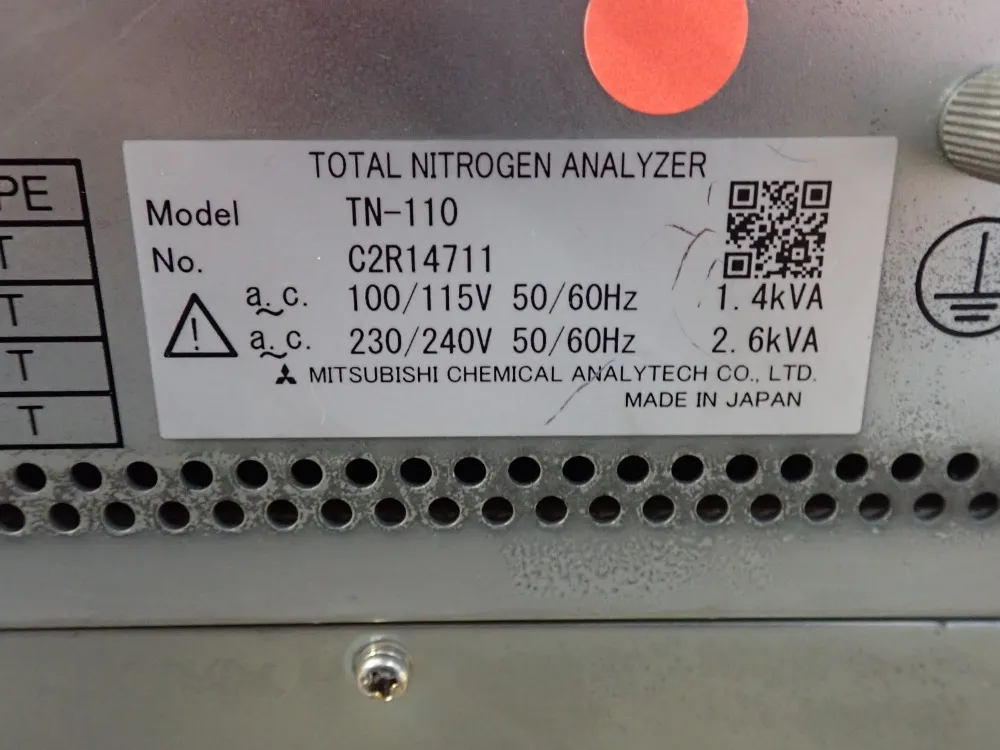 TOTAL NITROGEN ANALYZER
Model TN-110
No. C2R14711
a.c. 100/115V 50/60Hz 1.4kVA
a.c. 230/240V 50/60Hz 2.6kVA
MITSUBISHI CHEMICAL ANALYTECH CO., LTD.
MADE IN JAPAN
PE
T
T
T
T